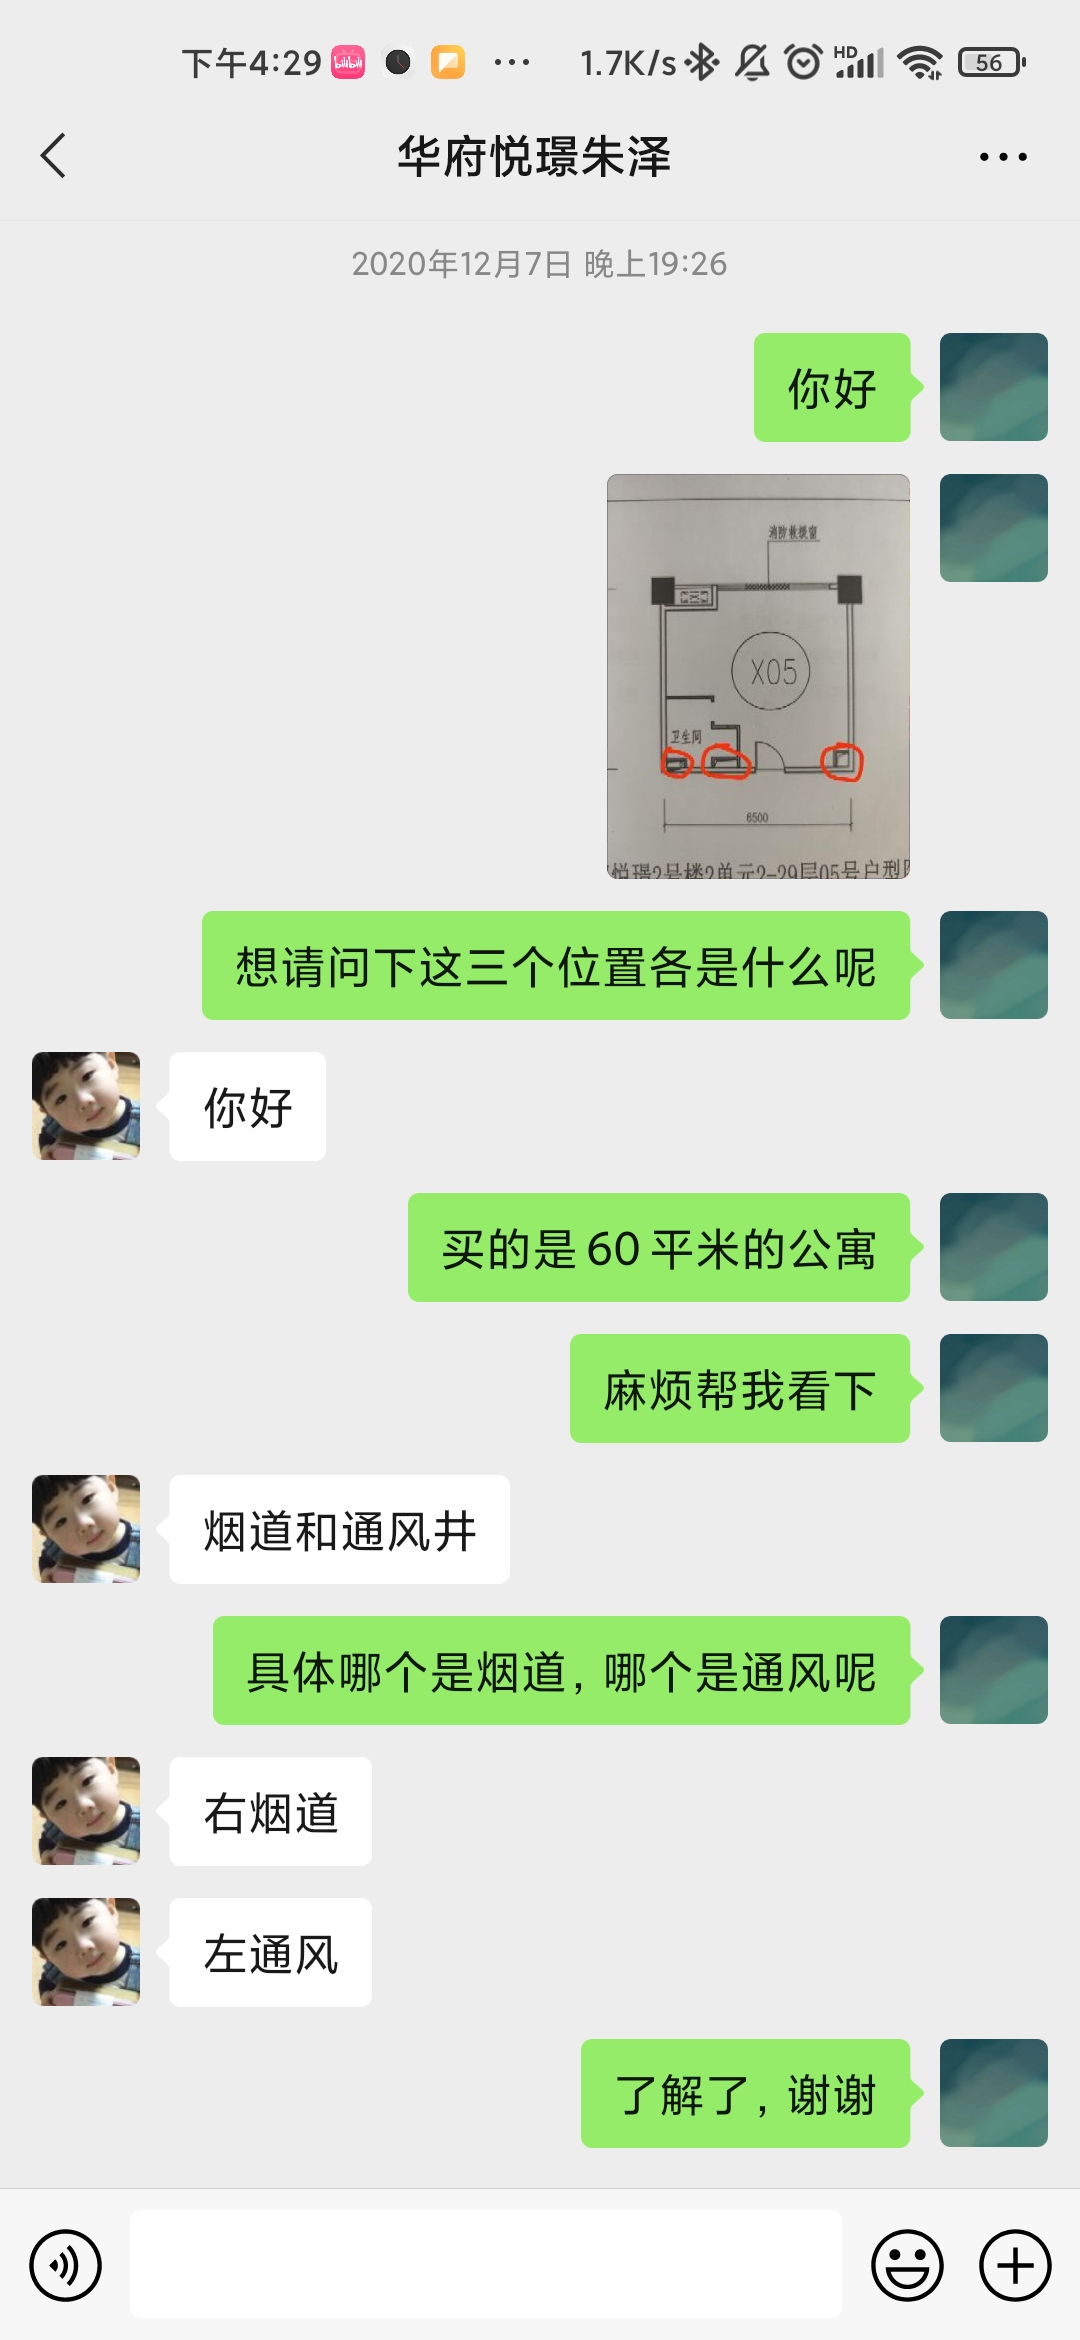 下午4:29
bilibili
1.7K/s
HD
56
华府悦璟朱泽
2020年12月7日 晚上19:26
你好
消防救援窗
X05
卫生间
6500
悦璟2号楼2单元2-29层05号户型
想请问下这三个位置各是什么呢
你好
买的是60平米的公寓
麻烦帮我看下
烟道和通风井
具体哪个是烟道，哪个是通风呢
右烟道
左通风
了解了，谢谢